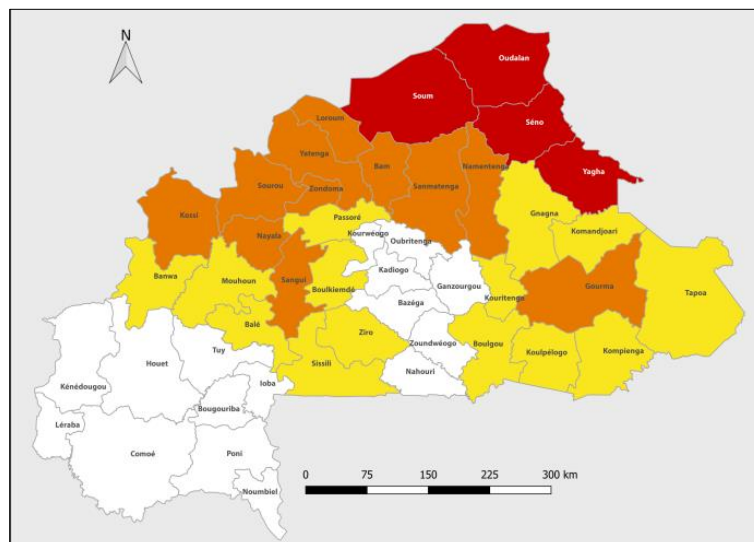 N
Oudalan
Soum
Séno
Loroum
Yatenga
Bam
Namentenga
Yagha
Sourou
Zondoma
Sanmatenga
Kossi
Passoré
Gnagna
Komandjoari
Nayala
Kourwéogo
Oubritenga
Banwa
Mouhoun
Sangui
Boulkiemdé
Kadiogo
Ganzourgou
Gourma
Tapoa
Bazéga
Kouritenga
Balé
Ziro
Zoundwéogo
Boulgou
Koulpélogo
Kompienga
Tuy
Houet
Sissili
Nahouri
Kénédougou
Ioba
Bougouriba
Léraba
Comoé
Poni
Noumbiel
0 75 150 225 300 km